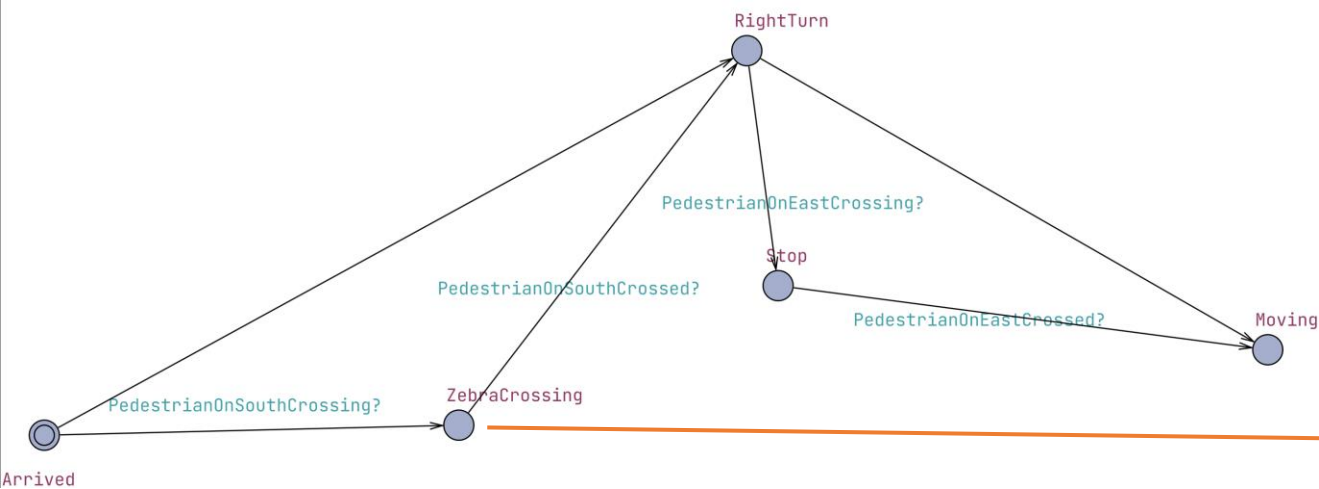 RightTurn
PedestrianOnEastCrossing?
Stop
PedestrianOnSouthCrossed?
PedestrianOnEastCrossed?
Moving
ZebraCrossing
PedestrianOnSouthCrossing?
Arrived